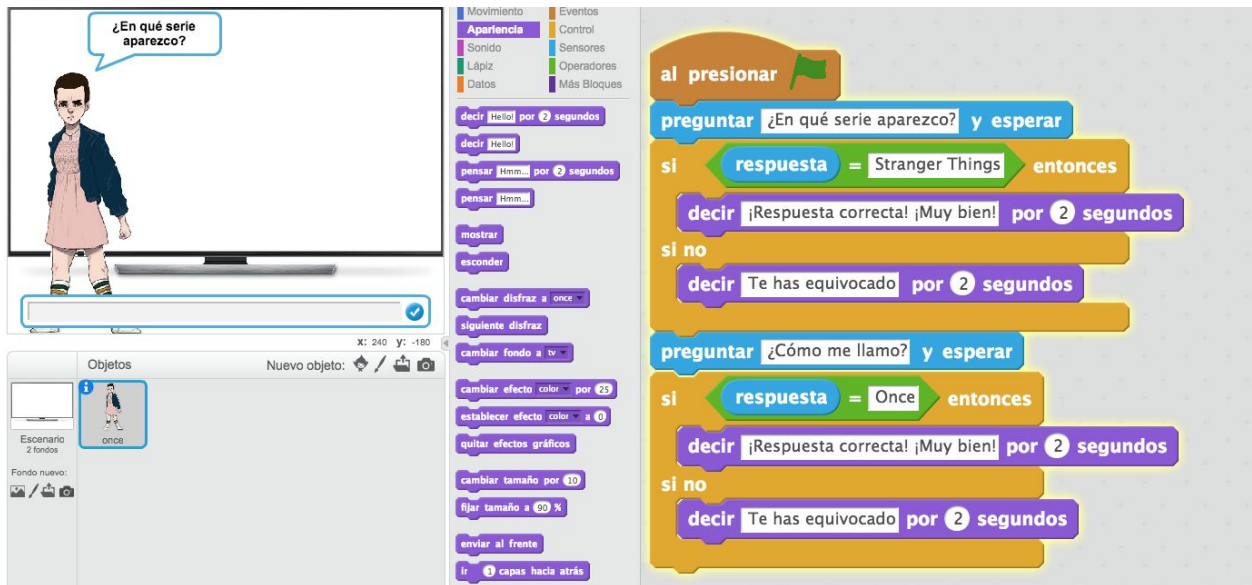 ¿En qué serie
aparezco?
x: 240 y: -180
Objetos
Nuevo objeto:
Escenario
2 fondos
once
Fondo nuevo:
Movimiento
Eventos
Apariencia
Control
Sonido
Sensores
Lápiz
Operadores
Datos
Más Bloques
decir Hello! por 2 segundos
decir Hello!
pensar Hmm... por 2 segundos
pensar Hmm...
mostrar
esconder
cambiar disfraz a once
siguiente disfraz
cambiar fondo a tv
cambiar efecto color por 25
establecer efecto color a 0
quitar efectos gráficos
cambiar tamaño por 10
fijar tamaño a 90 %
enviar al frente
ir 1 capas hacia atrás
al presionar
preguntar ¿En qué serie aparezco? y esperar
si respuesta = Stranger Things entonces
decir ¡Respuesta correcta! ¡Muy bien! por 2 segundos
si no
decir Te has equivocado por 2 segundos
preguntar ¿Cómo me llamo? y esperar
si respuesta = Once entonces
decir ¡Respuesta correcta! ¡Muy bien! por 2 segundos
si no
decir Te has equivocado por 2 segundos